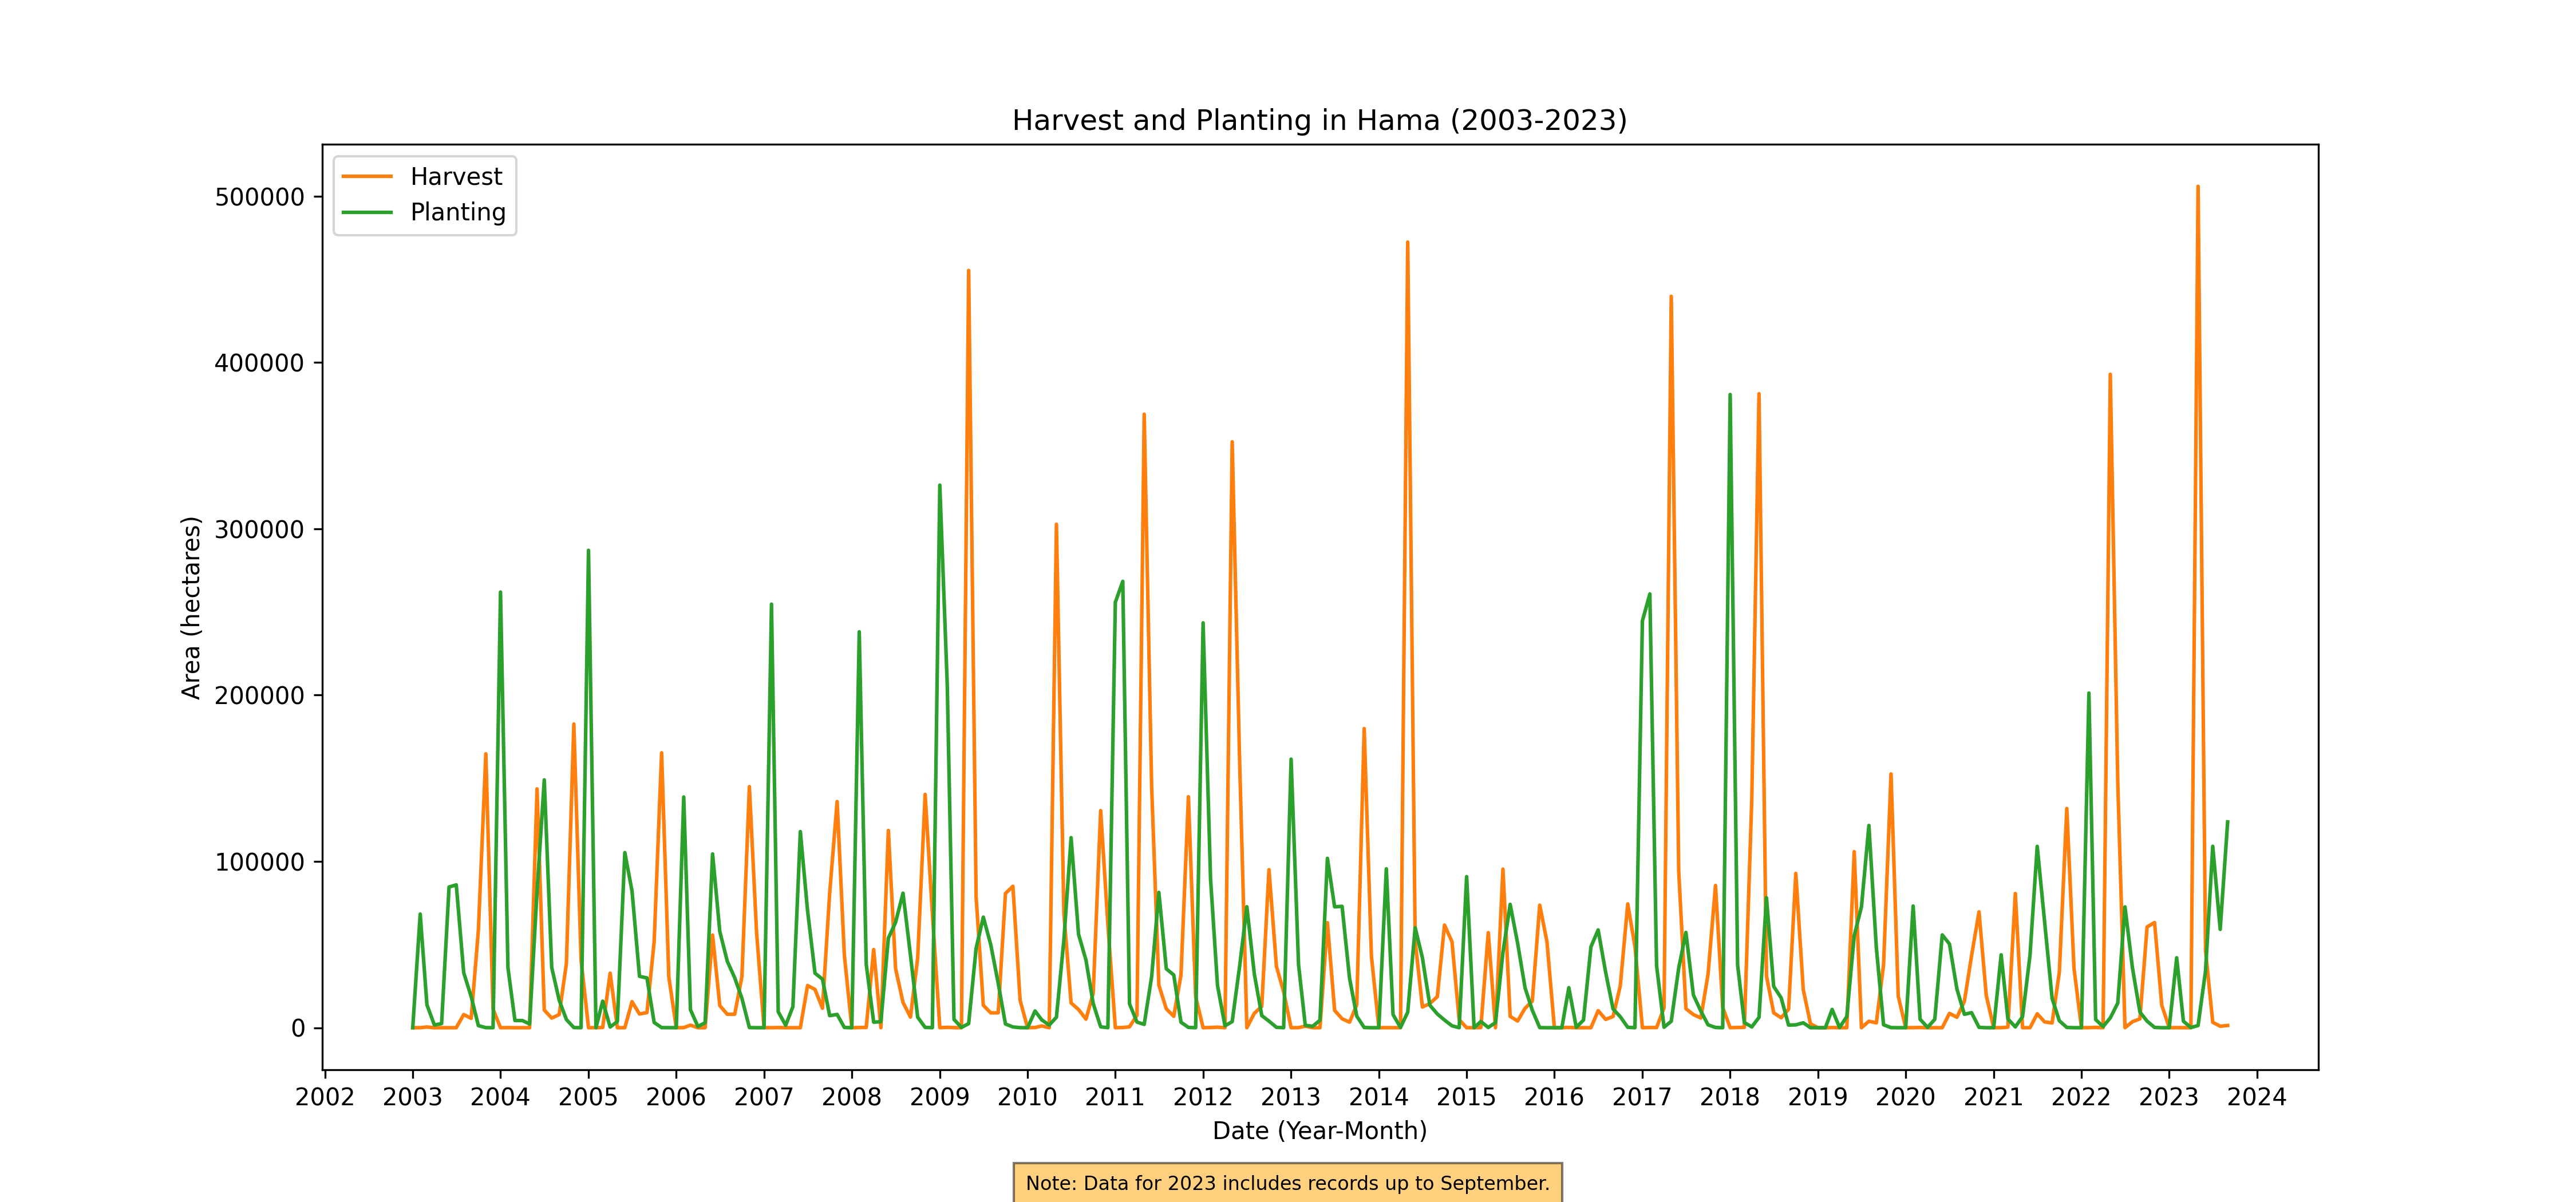 Harvest and Planting in Hama (2003-2023)
Harvest
Planting
500000
400000
300000
200000
100000
0
Area (hectares)
2002 2003 2004 2005 2006 2007 2008 2009 2010 2011 2012 2013 2014 2015 2016 2017 2018 2019 2020 2021 2022 2023 2024
Date (Year-Month)
Note: Data for 2023 includes records up to September.